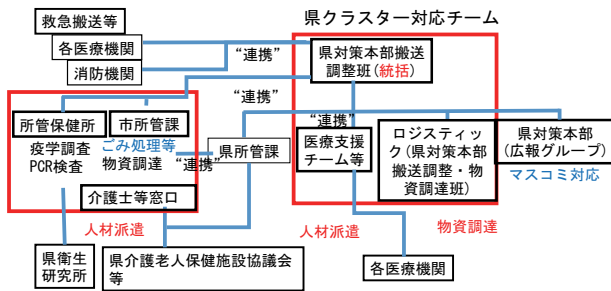 県クラスター対応チーム
救急搬送等
各医療機関
消防機関
“連携”
県対策本部搬送
調整班(統括)
“連携”
“連携”
所管保健所
疫学調査
PCR検査
市所管課
ごみ処理等
物資調達
“連携”
県所管課
医療支援
チーム等
ロジスティッ
ク(県対策本部
搬送調整・物
資調達班)
県対策本部
(広報グループ)
マスコミ対応
介護士等窓口
人材派遣
人材派遣
物資調達
県衛生
研究所
県介護老人保健施設協議会
等
各医療機関